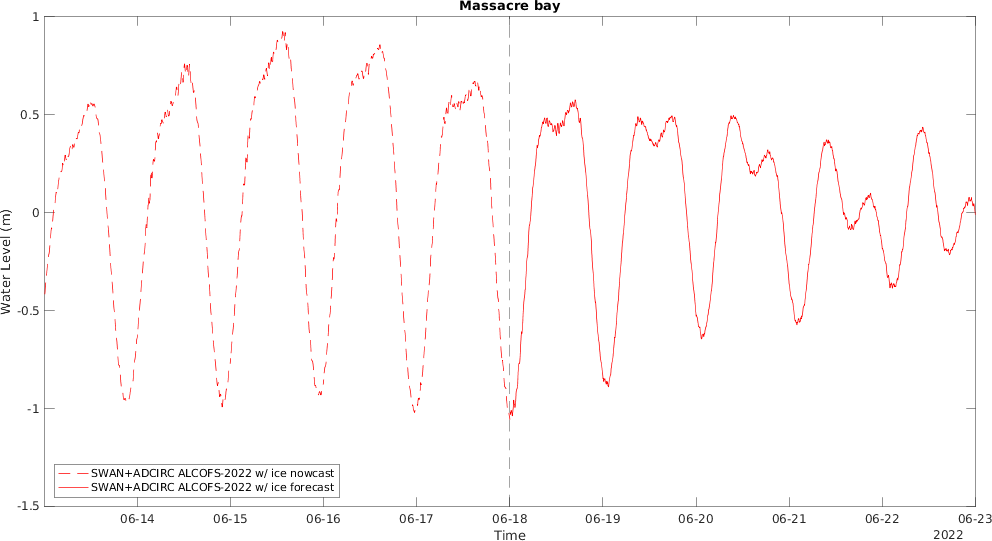 Massacre bay
1
0.5
0
-0.5
-1
-1.5
Water Level (m)
SWAN+ADCIRC ALCOFS-2022 w/ ice nowcast
SWAN+ADCIRC ALCOFS-2022 w/ ice forecast
06-14 06-15 06-16 06-17 06-18 06-19 06-20 06-21 06-22 06-23
Time
2022